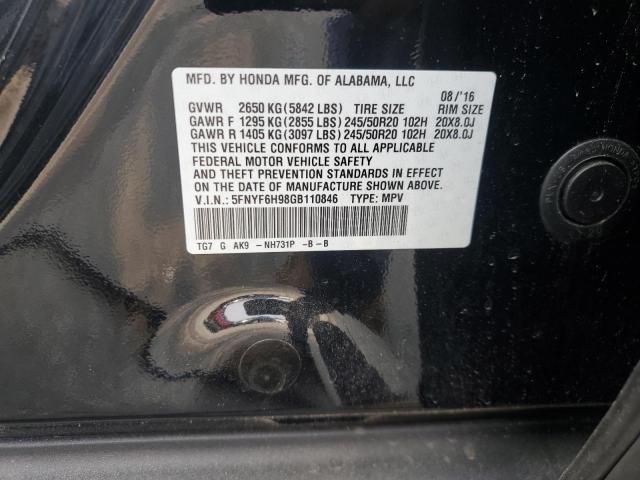 MFD. BY HONDA MFG. OF ALABAMA, LLC
08/'16
GVWR 2650 KG(5842 LBS) TIRE SIZE RIM SIZE
GAWR F 1295 KG(2855 LBS)245/50R20 102H 20X8.0J
GAWR R 1405 KG(3097 LBS)245/50R20 102H 20X8.0J
THIS VEHICLE CONFORMS TO ALL APPLICABLE
FEDERAL MOTOR VEHICLE SAFETY
AND THEFT PREVENTION STANDARDS IN EFFECT
ON THE DATE OF MANUFACTURE SHOWN ABOVE.
V.I.N.: 5FNYF6H98GB110846 TYPE: MPV
TG7 G AK9 -NH731P -B -B